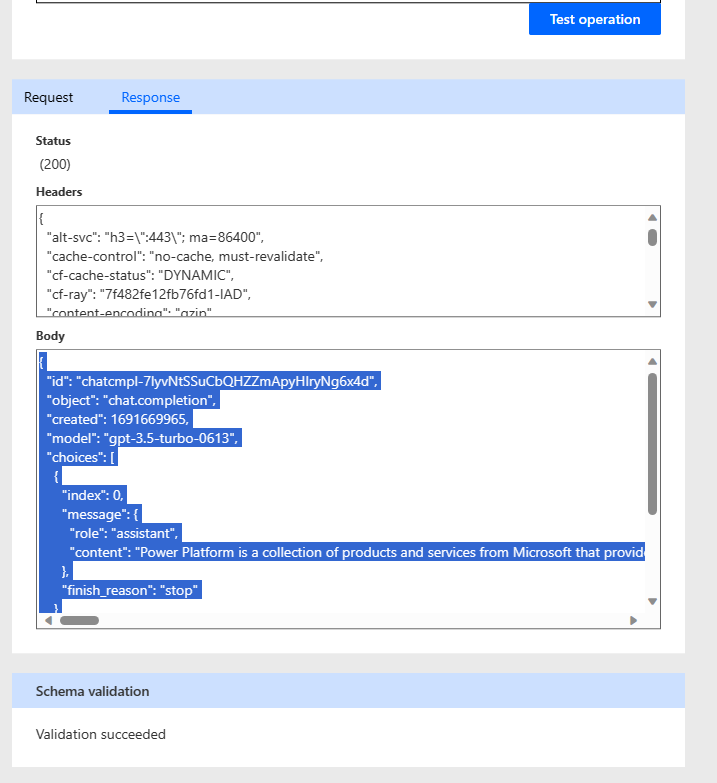 Test operation
Request Response
Status
(200)
Headers
{
"alt-svc": "h3=\":443\"; ma=86400",
"cache-control": "no-cache, must-revalidate",
"cf-cache-status": "DYNAMIC",
"cf-ray": "7f482fe12fb76fd1-IAD",
"content-encoding": "gzip"
Body
{
"id": "chatcmpl-7lyvNtSSuCbQHZZmApyHIryNg6x4d",
"object": "chat.completion",
"created": 1691669965,
"model": "gpt-3.5-turbo-0613",
"choices": [
{
"index": 0,
"message": {
"role": "assistant",
"content": "Power Platform is a collection of products and services from Microsoft that provid
},
"finish_reason": "stop"
}
Schema validation
Validation succeeded